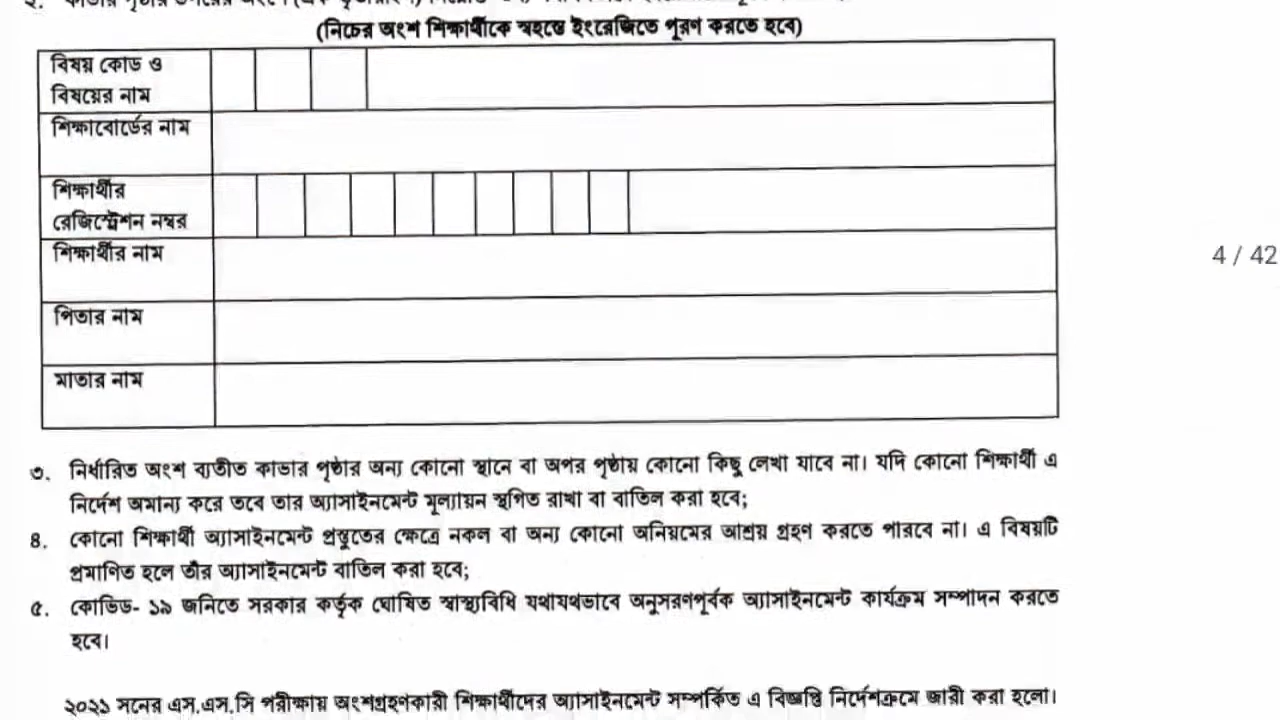 (নিচের অংশ শিক্ষার্থীকে স্বহস্তে ইংরেজিতে পূরণ করতে হবে)
বিষয় কোড ও
বিষয়ের নাম
শিক্ষাবোর্ডের নাম
শিক্ষার্থীর
রেজিস্ট্রেশন নম্বর
শিক্ষার্থীর নাম
4 / 42
পিতার নাম
মাতার নাম
৩. নির্ধারিত অংশ ব্যতীত কাভার পৃষ্ঠার অন্য কোনো স্থানে বা অপর পৃষ্ঠায় কোনো কিছু লেখা যাবে না। যদি কোনো শিক্ষার্থী এ
নির্দেশ অমান্য করে তবে তার অ্যাসাইনমেন্ট মূল্যায়ন স্থগিত রাখা বা বাতিল করা হবে;
৪. কোনো শিক্ষার্থী অ্যাসাইনমেন্ট প্রস্তুতের ক্ষেত্রে নকল বা অন্য কোনো অনিয়মের আশ্রয় গ্রহণ করতে পারবে না। এ বিষয়টি
প্রমাণিত হলে তাঁর অ্যাসাইনমেন্ট বাতিল করা হবে;
৫. কোভিড- ১৯ জনিতে সরকার কর্তৃক ঘোষিত স্বাস্থ্যবিধি যথাযথভাবে অনুসরণপূর্বক অ্যাসাইনমেন্ট কার্যক্রম সম্পাদন করতে
হবে।
২০২১ সনের এস.এস.সি পরীক্ষায় অংশগ্রহণকারী শিক্ষার্থীদের অ্যাসাইনমেন্ট সম্পর্কিত এ বিজ্ঞপ্তি নির্দেশক্রমে জারী করা হলো।